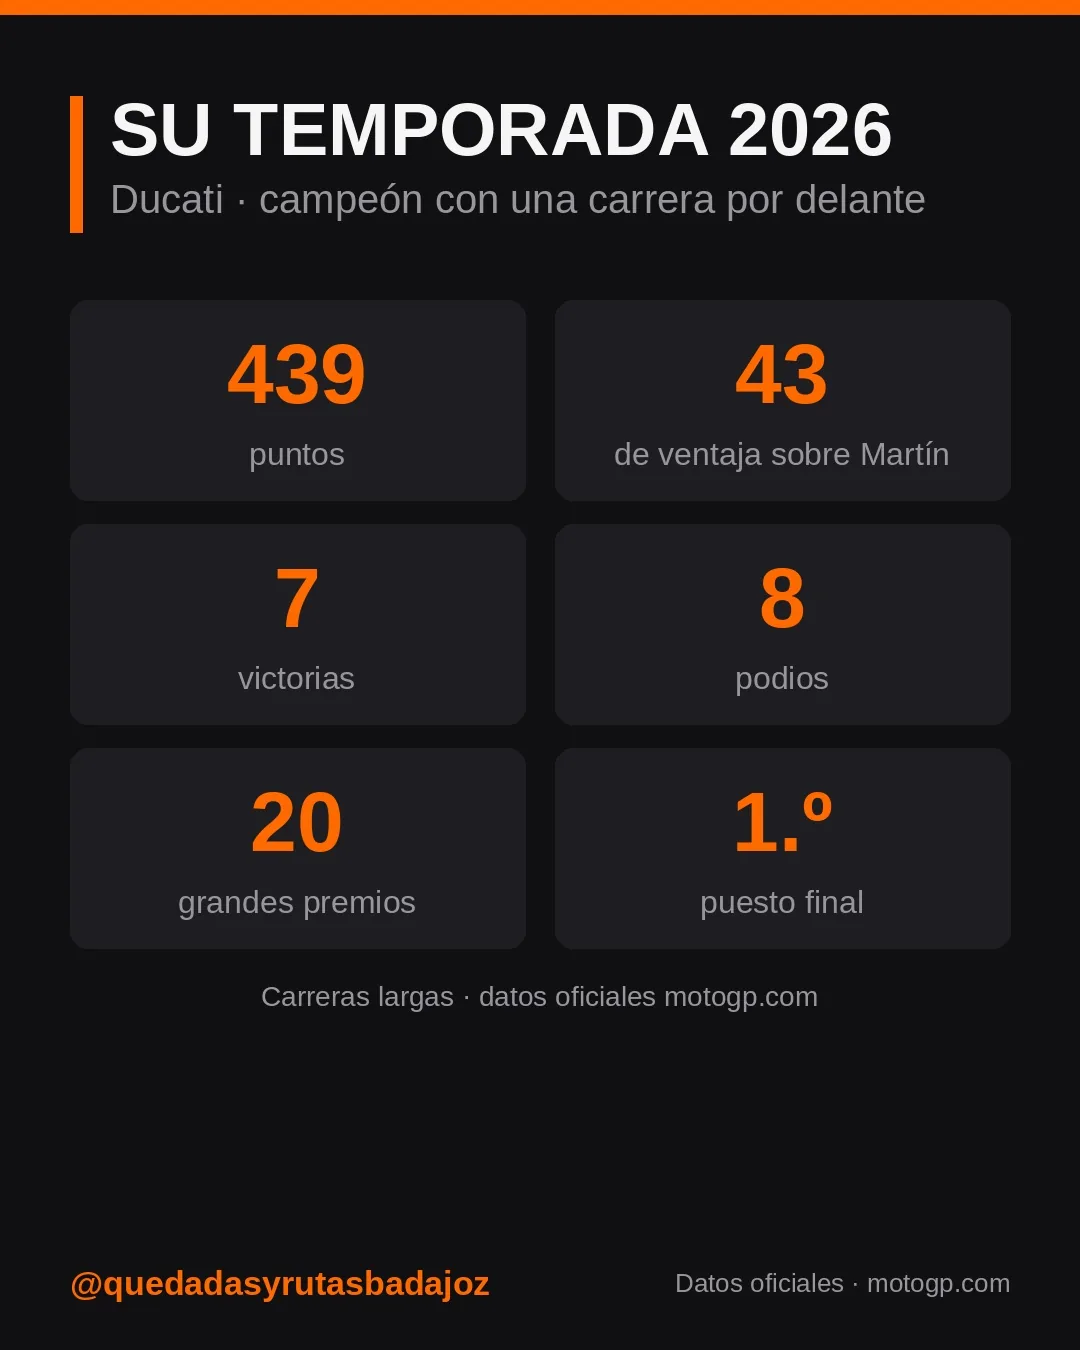 SU TEMPORADA 2026
Ducati · campeón con una carrera por delante
439
puntos
43
de ventaja sobre Martín
7
victorias
8
podios
20
grandes premios
1.º
puesto final
Carreras largas · datos oficiales motogp.com
@quedadasyrutasbadajoz
Datos oficiales · motogp.com